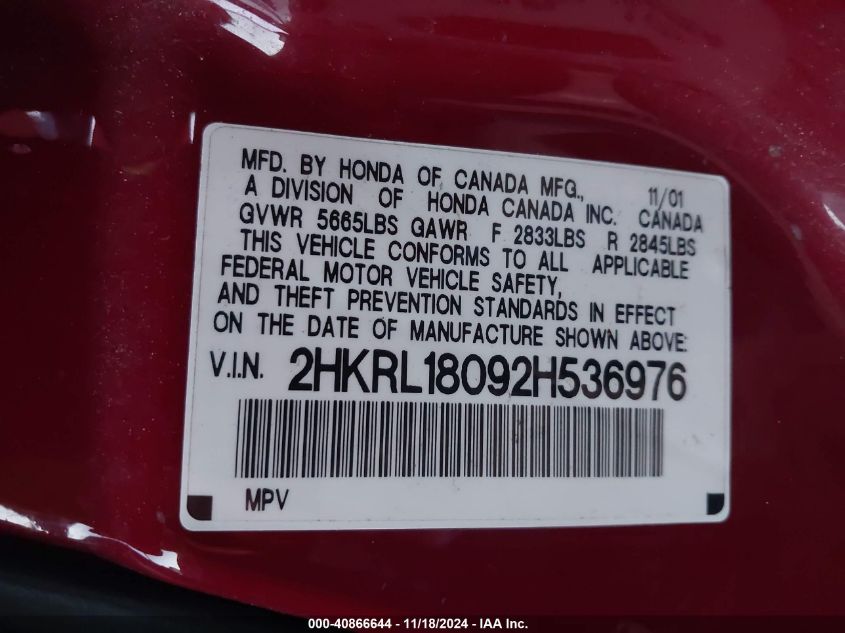 MFD. BY HONDA OF CANADA MFG., 11/01
A DIVISION OF HONDA CANADA INC. CANADA
GVWR 5665LBS GAWR F 2833LBS R 2845LBS
THIS VEHICLE CONFORMS TO ALL APPLICABLE
FEDERAL MOTOR VEHICLE SAFETY,
AND THEFT PREVENTION STANDARDS IN EFFECT
ON THE DATE OF MANUFACTURE SHOWN ABOVE:
V.I.N. 2HKRL18092H536976
MPV
000-40866644 - 11/18/2024 - IAA Inc.